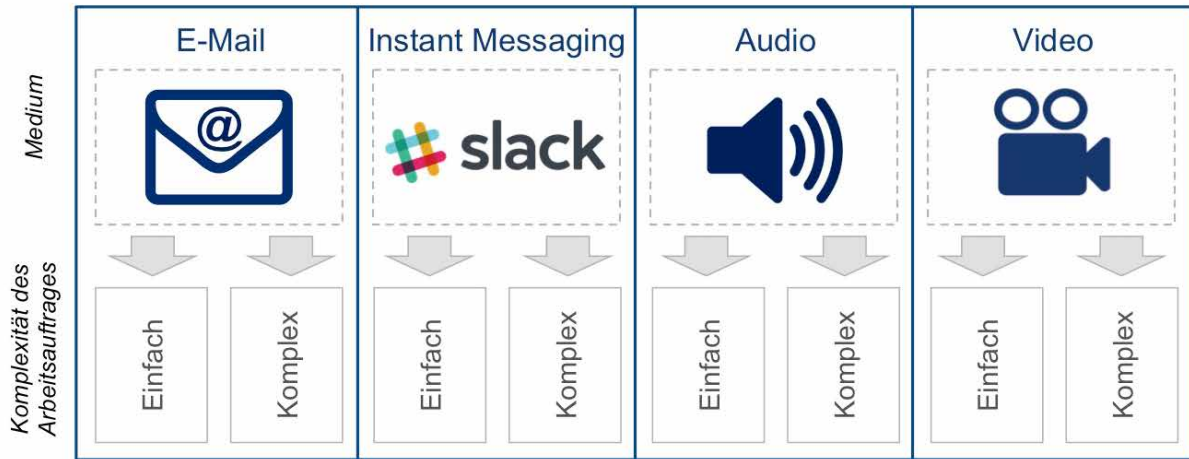 E-Mail
Instant Messaging
Audio
Video
Medium
@
slack
Komplexität des
Arbeitsauftrages
Einfach
Komplex
Einfach
Komplex
Einfach
Komplex
Einfach
Komplex